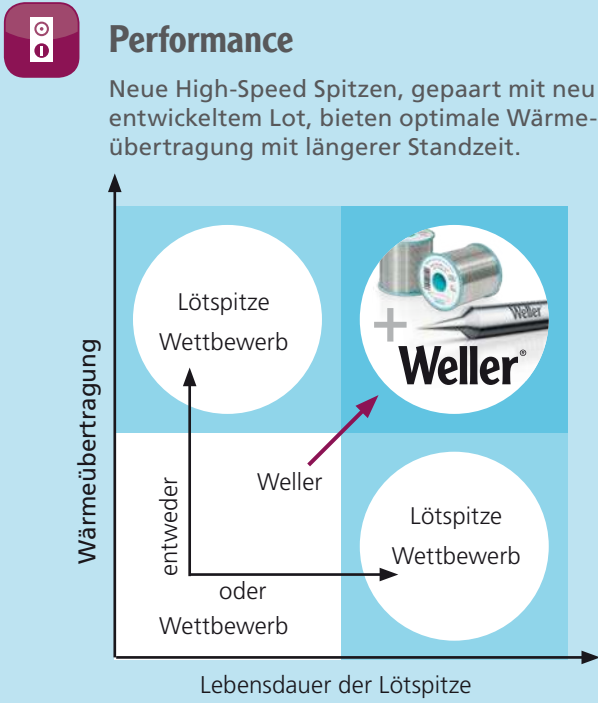 Performance
Neue High-Speed Spitzen, gepaart mit neu
entwickeltem Lot, bieten optimale Wärme-
übertragung mit längerer Standzeit.
Wärmeübertragung
Lötspitze
Wettbewerb
Weller
+
Weller®
Weller
entweder
oder
Wettbewerb
Lötspitze
Wettbewerb
Lebensdauer der Lötspitze